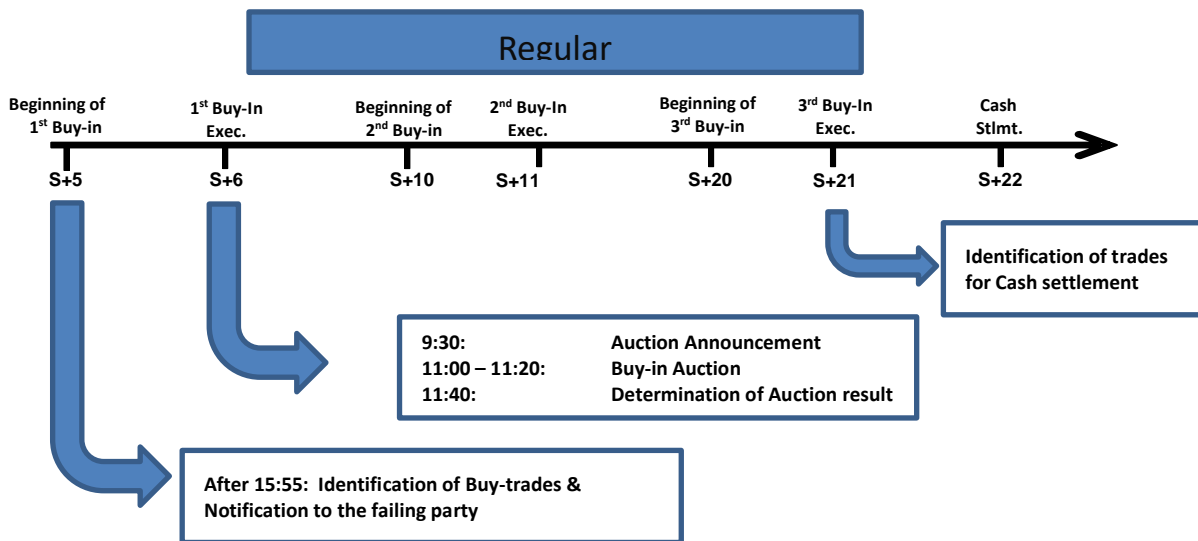 Regular
Beginning of 1st Buy-in
1st Buy-In Exec.
Beginning of 2nd Buy-in
2nd Buy-In Exec.
Beginning of 3rd Buy-in
3rd Buy-In Exec.
Cash Stlmt.
S+5
S+6
S+10
S+11
S+20
S+21
S+22
Identification of trades
for Cash settlement
9:30: Auction Announcement
11:00 – 11:20: Buy-in Auction
11:40: Determination of Auction result
After 15:55: Identification of Buy-trades &
Notification to the failing party